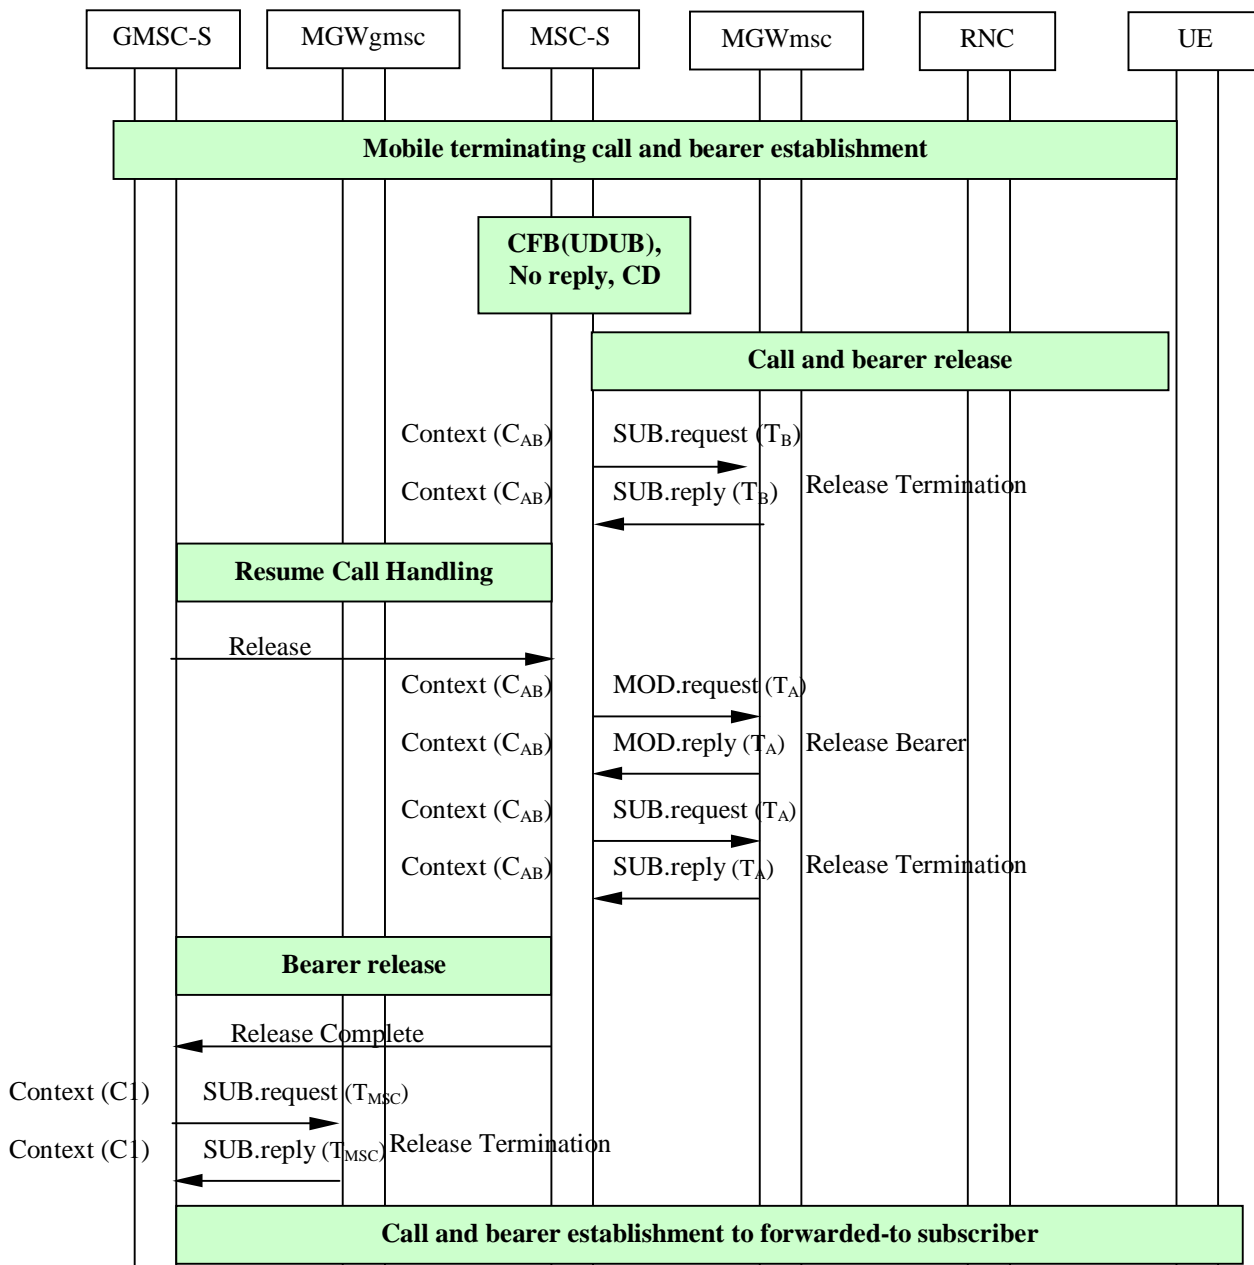 GMSC-S MGWgmsc MSC-S MGWmsc RNC UE
Mobile terminating call and bearer establishment
CFB(UDUB),
No reply, CD
Call and bearer release
Context (CAB) SUB.request (TB)
Context (CAB) SUB.reply (TB) Release Termination
Resume Call Handling
Release
Context (CAB) MOD.request (TA)
Context (CAB) MOD.reply (TA) Release Bearer
Context (CAB) SUB.request (TA)
Context (CAB) SUB.reply (TA) Release Termination
Bearer release
Release Complete
Context (C1) SUB.request (TMSC)
Context (C1) SUB.reply (TMSC) Release Termination
Call and bearer establishment to forwarded-to subscriber